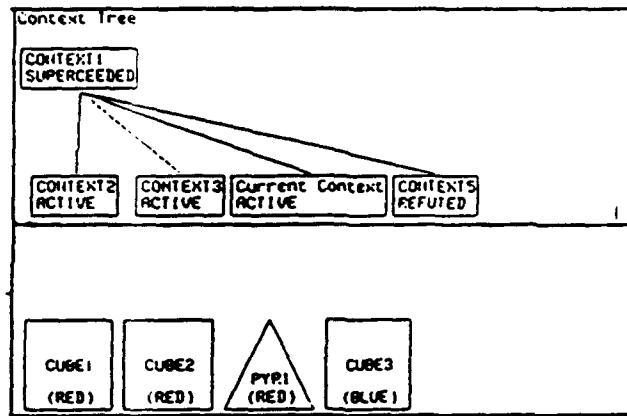 Context Tree
CONTEXT1
SUPERCEEDED
CONTEXT2
ACTIVE
CONTEXT3
ACTIVE
Current Context
ACTIVE
CONTEXT5
REFUTED
CUBE1
(RED)
CUBE2
(RED)
PYR1
(RED)
CUBE3
(BLUE)